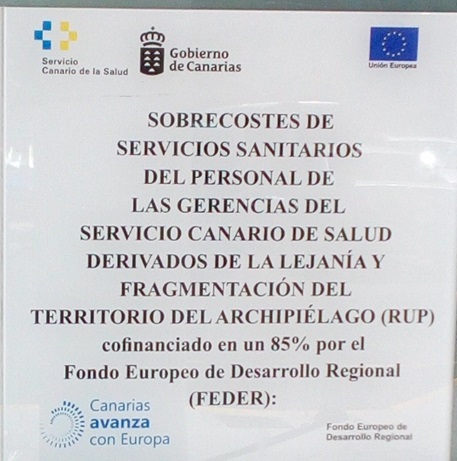 Servicio
Canario de la Salud
Gobierno
de Canarias
Unión Europea
SOBRECOSTES DE
SERVICIOS SANITARIOS
DEL PERSONAL DE
LAS GERENCIAS DEL
SERVICIO CANARIO DE SALUD
DERIVADOS DE LA LEJANÍA Y
FRAGMENTACIÓN DEL
TERRITORIO DEL ARCHIPIÉLAGO (RUP)
cofinanciado en un 85% por el
Fondo Europeo de Desarrollo Regional
(FEDER):
Canarias
avanza
con Europa
Fondo Europeo de
Desarrollo Regional